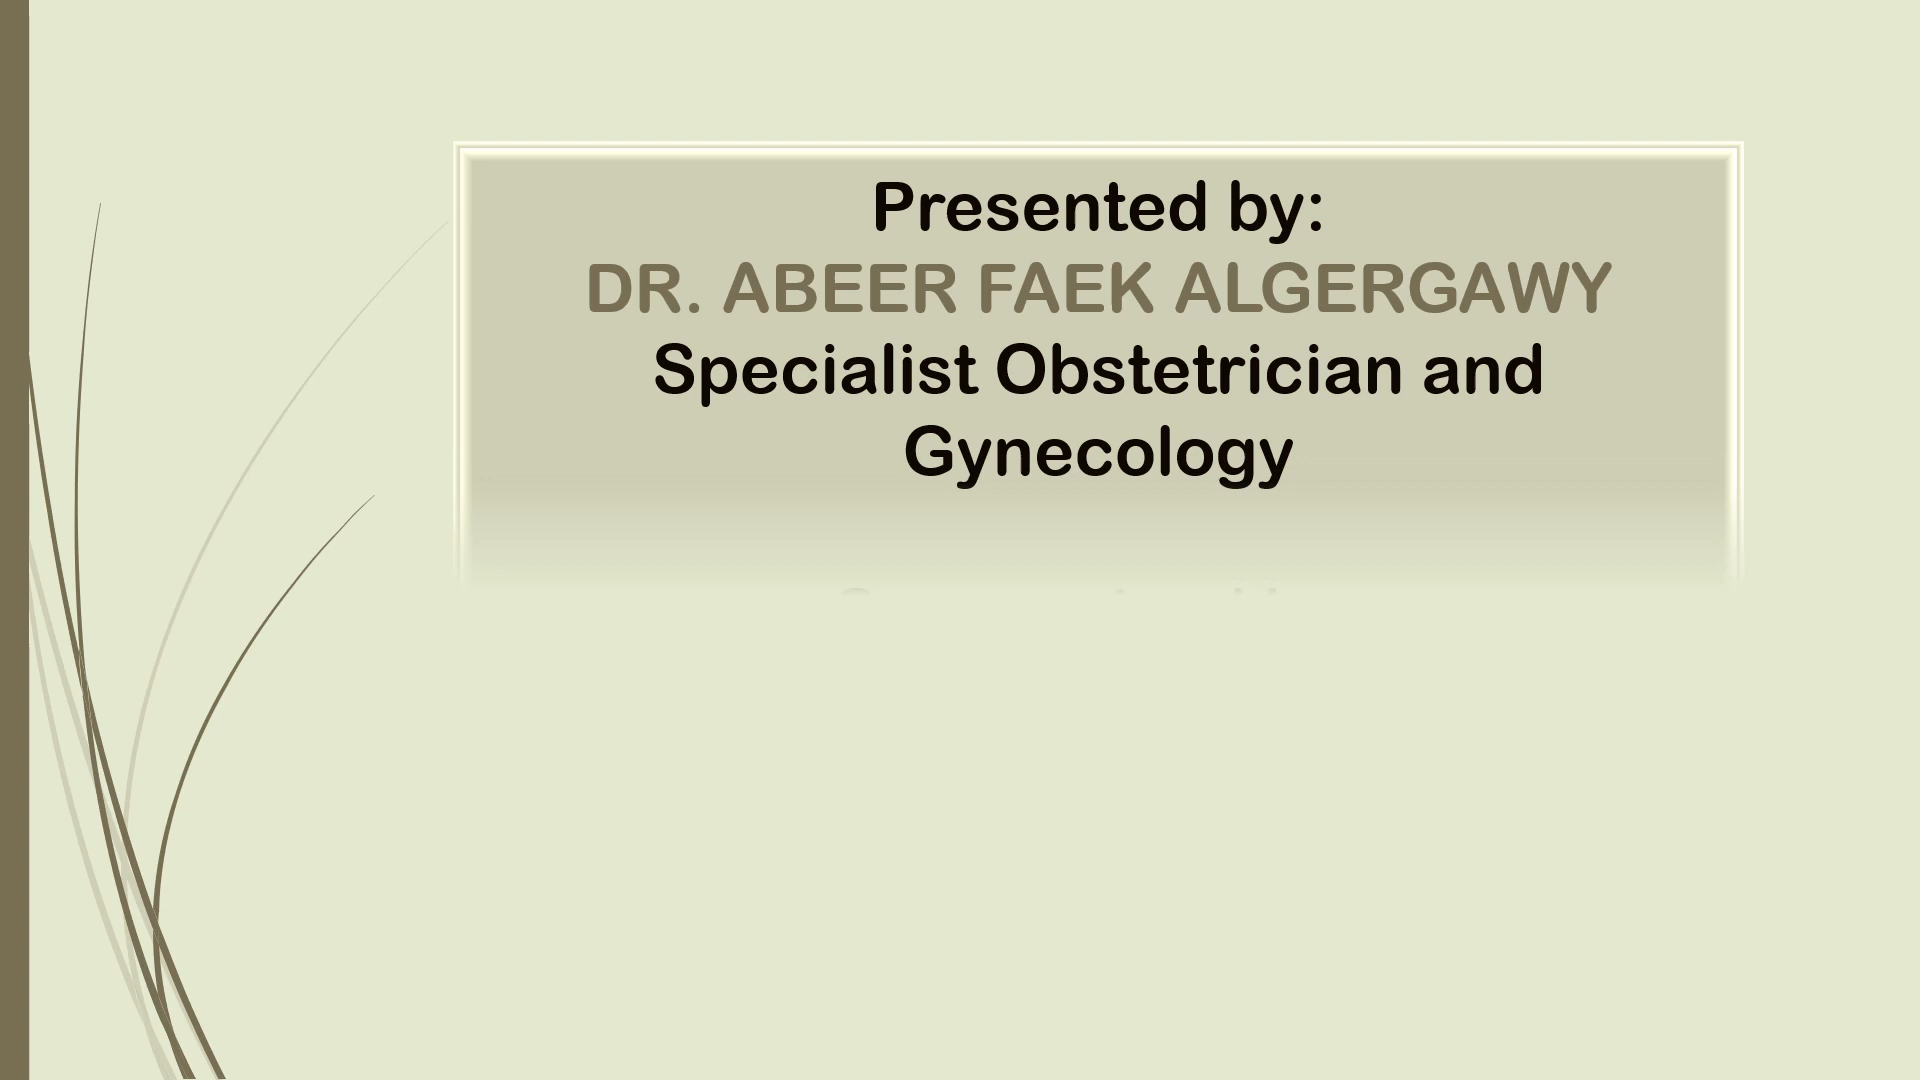 Presented by:
DR. ABEER FAEK ALGERGAWY
Specialist Obstetrician and
Gynecology